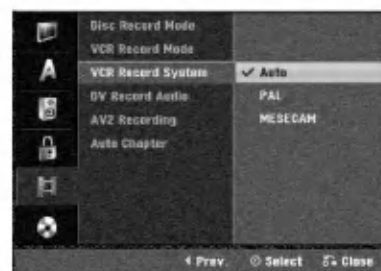 Disc Record Mode
VCR Record Mode
VCR Record System
✓ Auto
DV Record Audio
PAL
AV2 Recording
MESECAM
Auto Chapter
A
◀ Prev. ⊙ Select Close